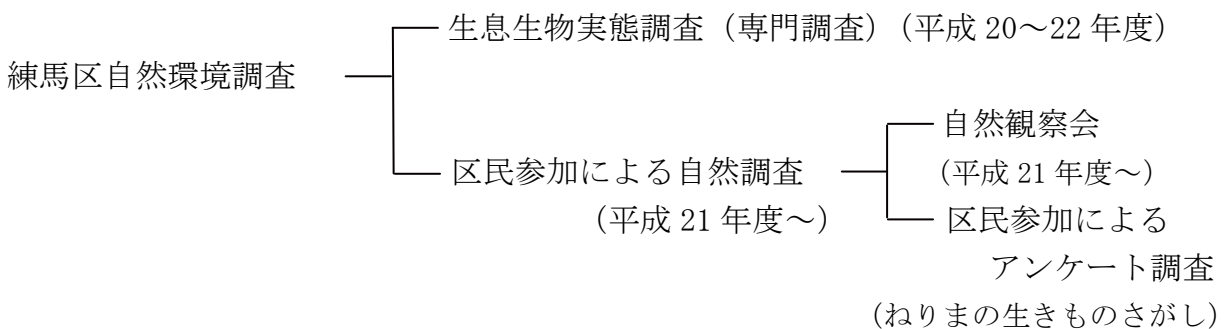 生息生物実態調査(専門調査)(平成 20～22 年度)
練馬区自然環境調査
自然観察会
区民参加による自然調査
(平成 21 年度～)
(平成 21 年度～)
区民参加による
アンケート調査
(ねりまの生きものさがし)